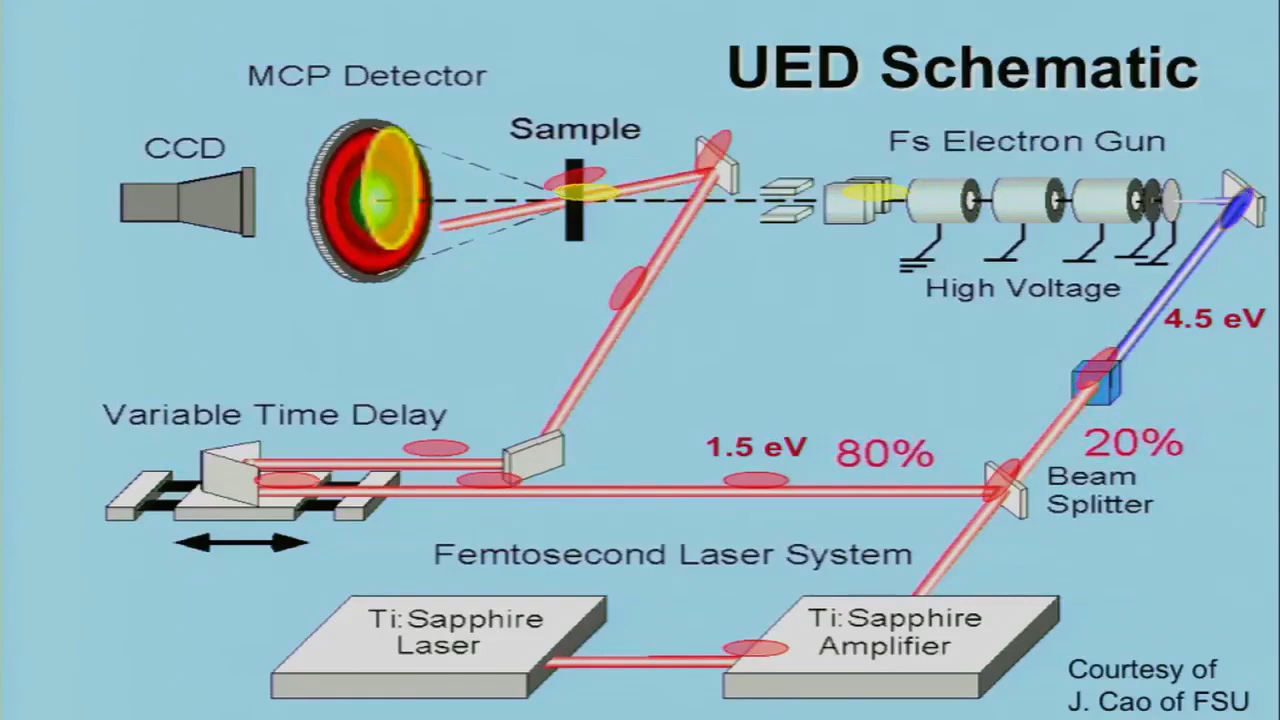 UED Schematic
MCP Detector
Sample
Fs Electron Gun
CCD
High Voltage
4.5 eV
Variable Time Delay
1.5 eV
80%
20%
Beam
Splitter
Femtosecond Laser System
Ti:Sapphire
Laser
Ti:Sapphire
Amplifier
Courtesy of
J. Cao of FSU